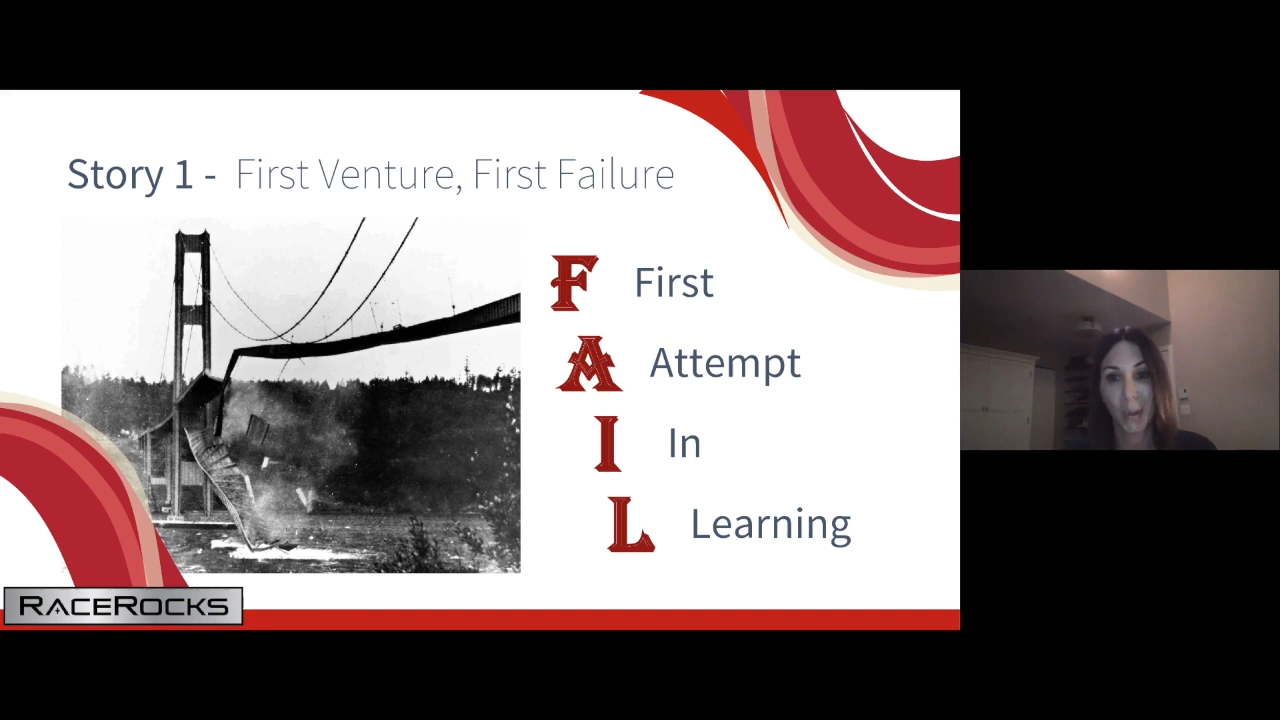 Story 1 - First Venture, First Failure
F First
A Attempt
I In
L Learning
RACEROCKS